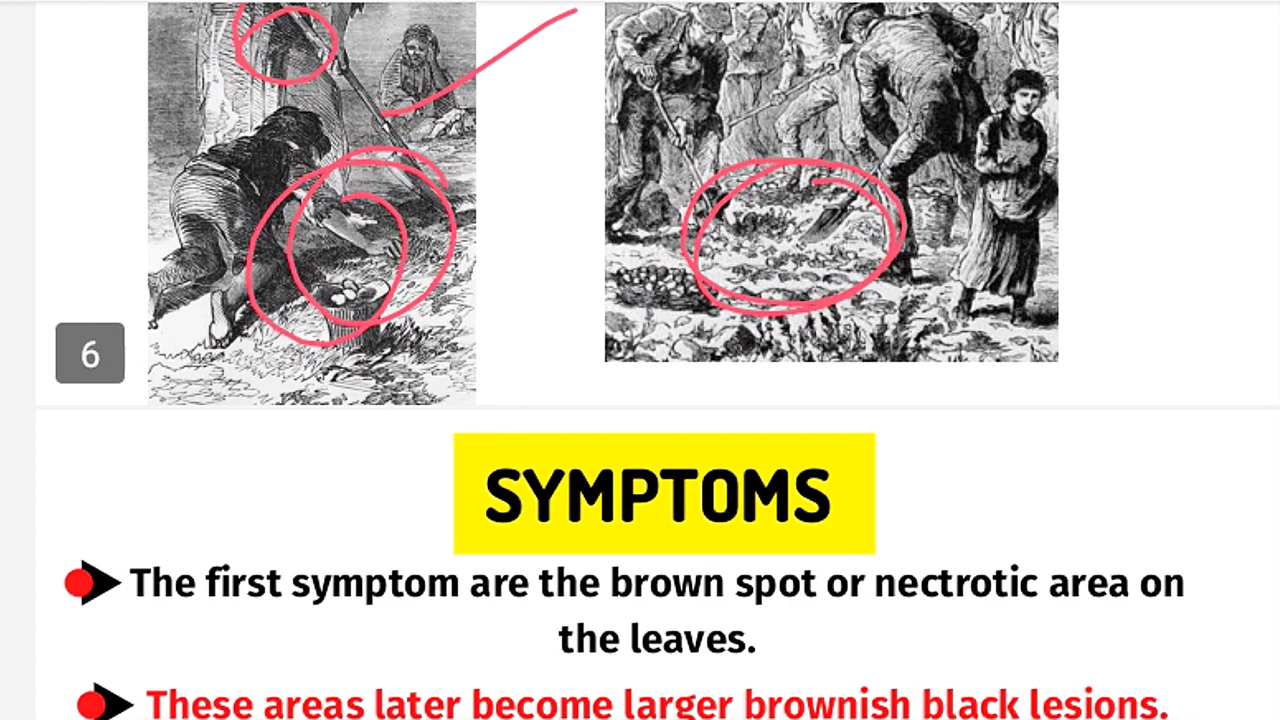 6
SYMPTOMS
The first symptom are the brown spot or nectrotic area on
the leaves.
These areas later become larger brownish black lesions.